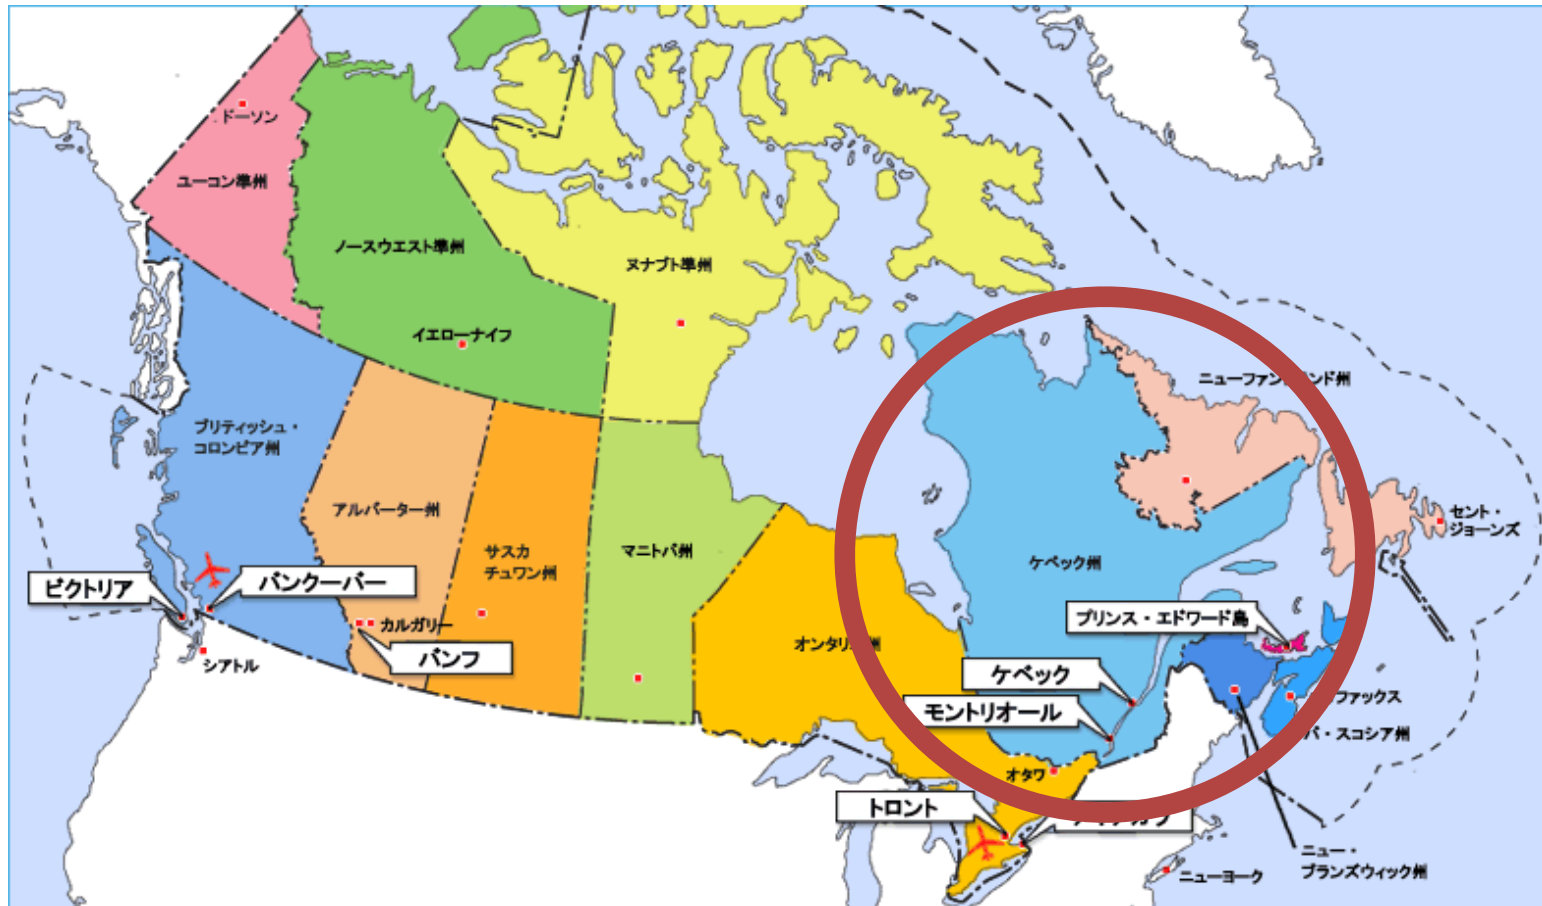 ドーソン
ユーコン準州
ノースウエスト準州
ヌナブト準州
イエローナイフ
ニューファン
ンド州
ブリティッシュ・
コロンビア州
アルバーター州
サスカ
チュワン州
マニトバ州
ケベック州
セント・
ジョーンズ
ビクトリア
バンクーバー
カルガリー
バンフ
シアトル
オンタリ
州
プリンス・エドワード島
ケベック
モントリオール
ファックス
バ・スコシア州
オタワ
トロント
ニュー・
ブランズウィック州
ニューヨーク